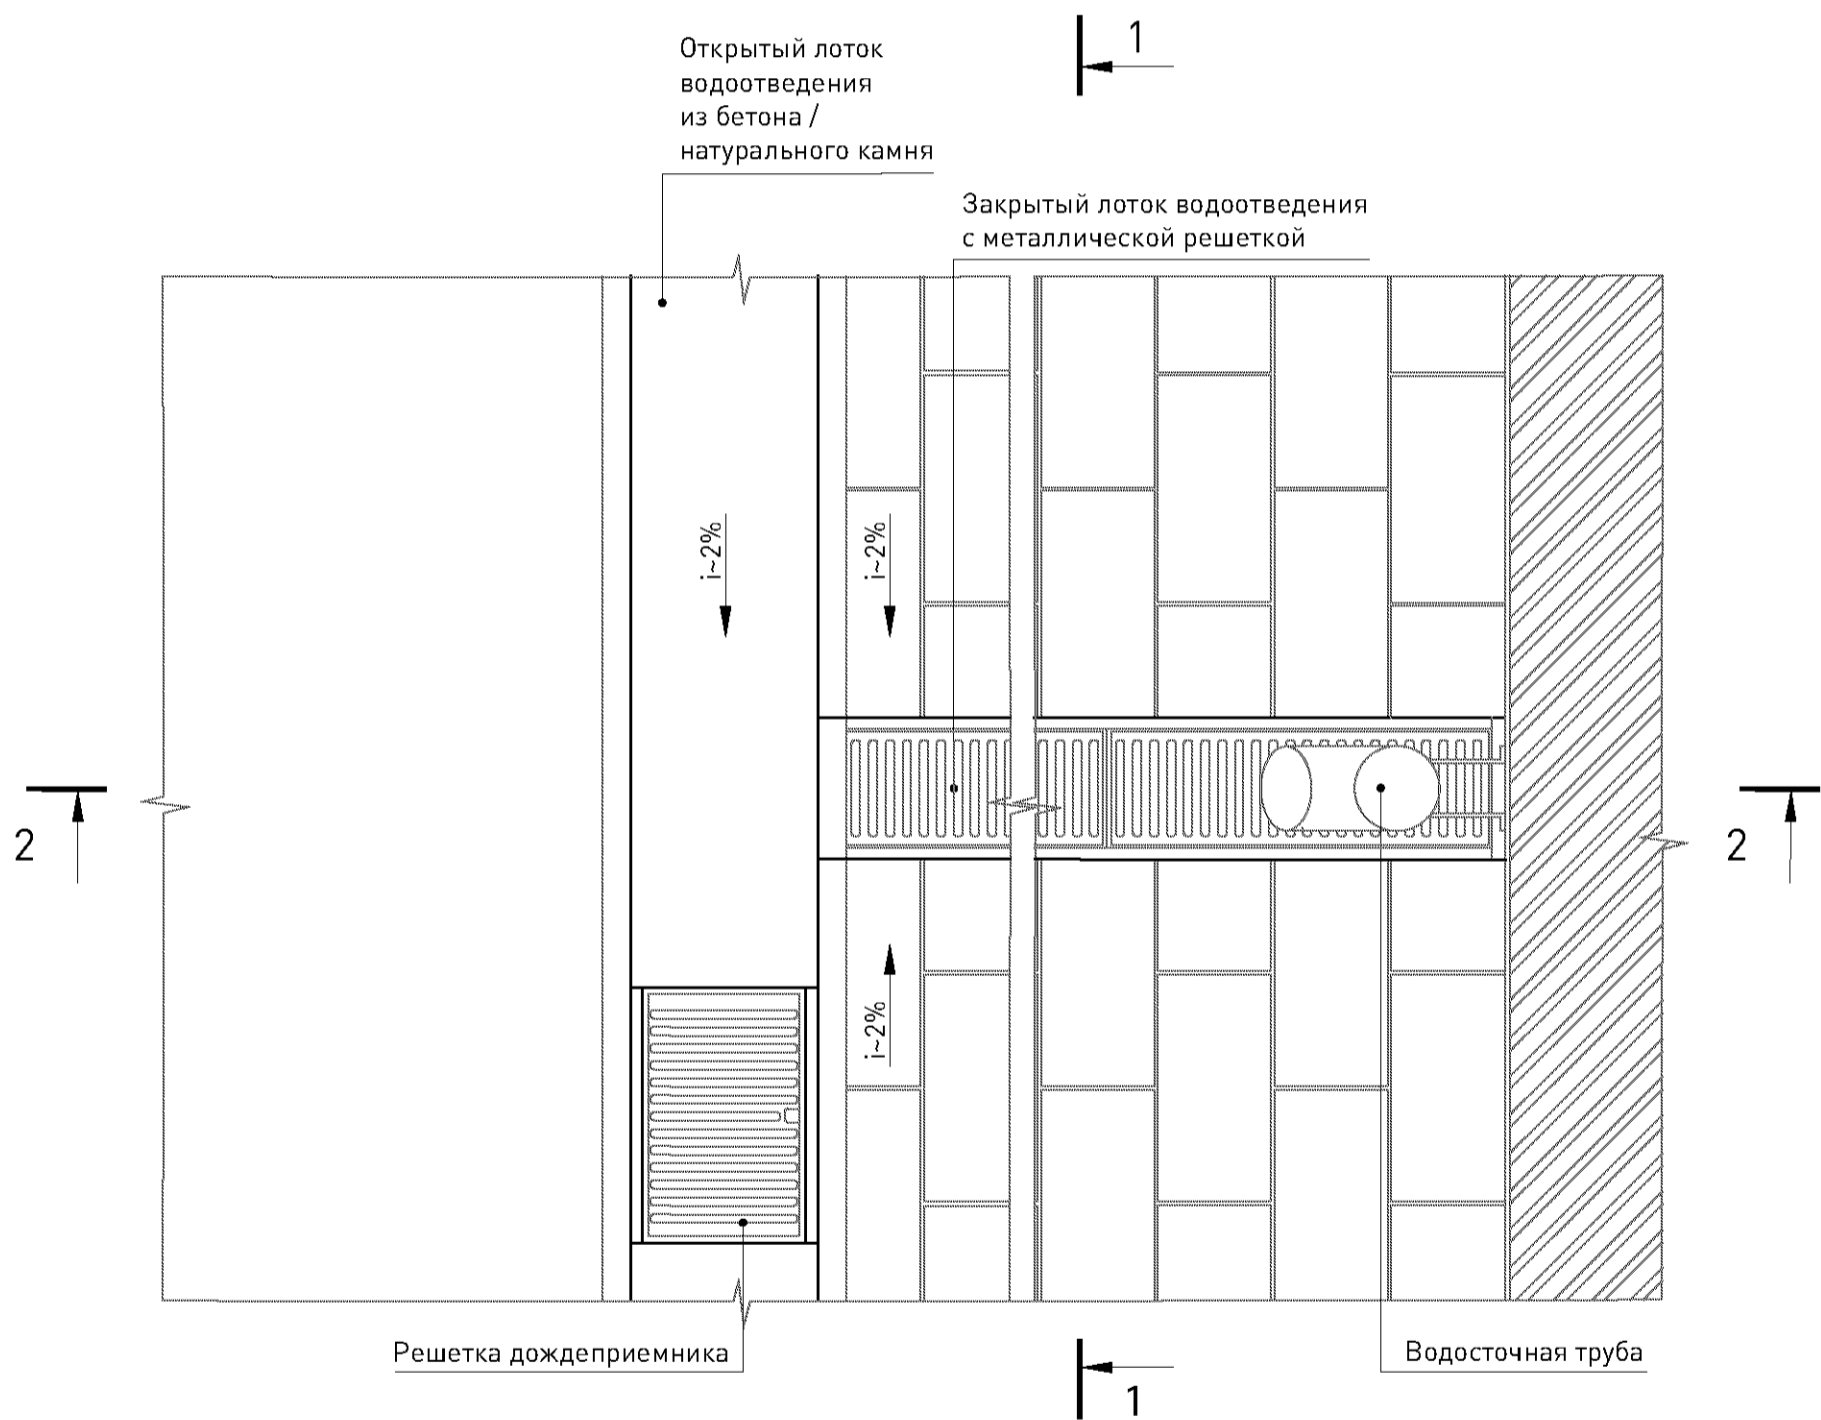 1
Открытый лоток
водоотведения
из бетона /
натурального камня
Закрытый лоток водоотведения
с металлической решеткой
i~2%
i~2%
2
2
i~2%
Решетка дождеприемника
Водосточная труба
1